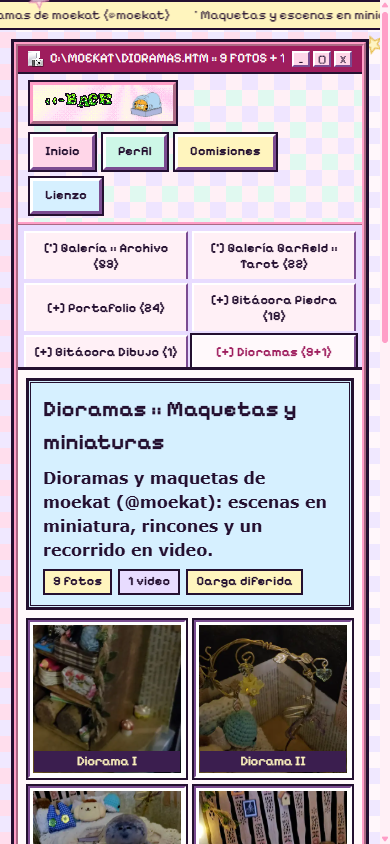 amas de moekat (@moekat) * Maquetas y escenas en mini
C:\MOEKAT\DIORAMAS.HTM :: 9 FOTOS + 1
BACK
Inicio
Perfil
Comisiones
Lienzo
(*) Galería :: Archivo (83)
(*) Galería Garfield :: Tarot (22)
(+) Portafolio (24)
(+) Bitácora Piedra (18)
(+) Bitácora Dibujo (1)
(+) Dioramas (9+1)
Dioramas :: Maquetas y
miniaturas
Dioramas y maquetas de
moekat (@moekat): escenas en
miniatura, rincones y un
recorrido en video.
9 fotos
1 video
Carga diferida
Diorama I
Diorama II